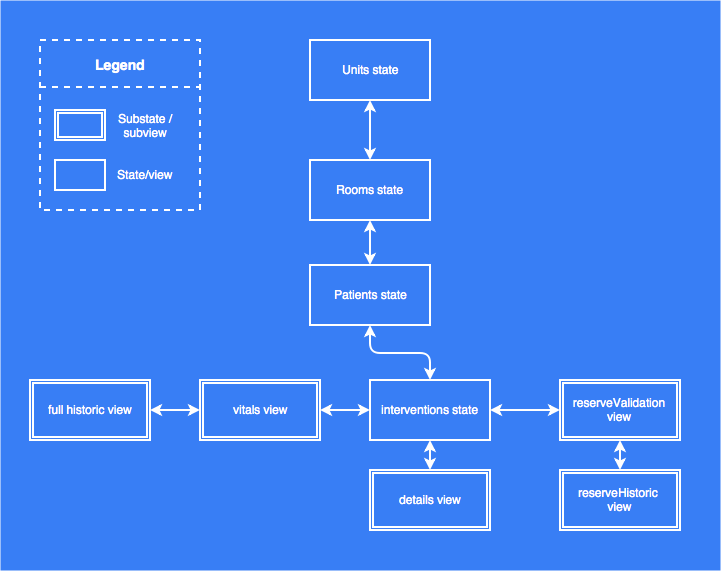 Legend
Substate /
subview
State/view
Units state
Rooms state
Patients state
full historic view
vitals view
interventions state
reserveValidation
view
details view
reserveHistoric
view